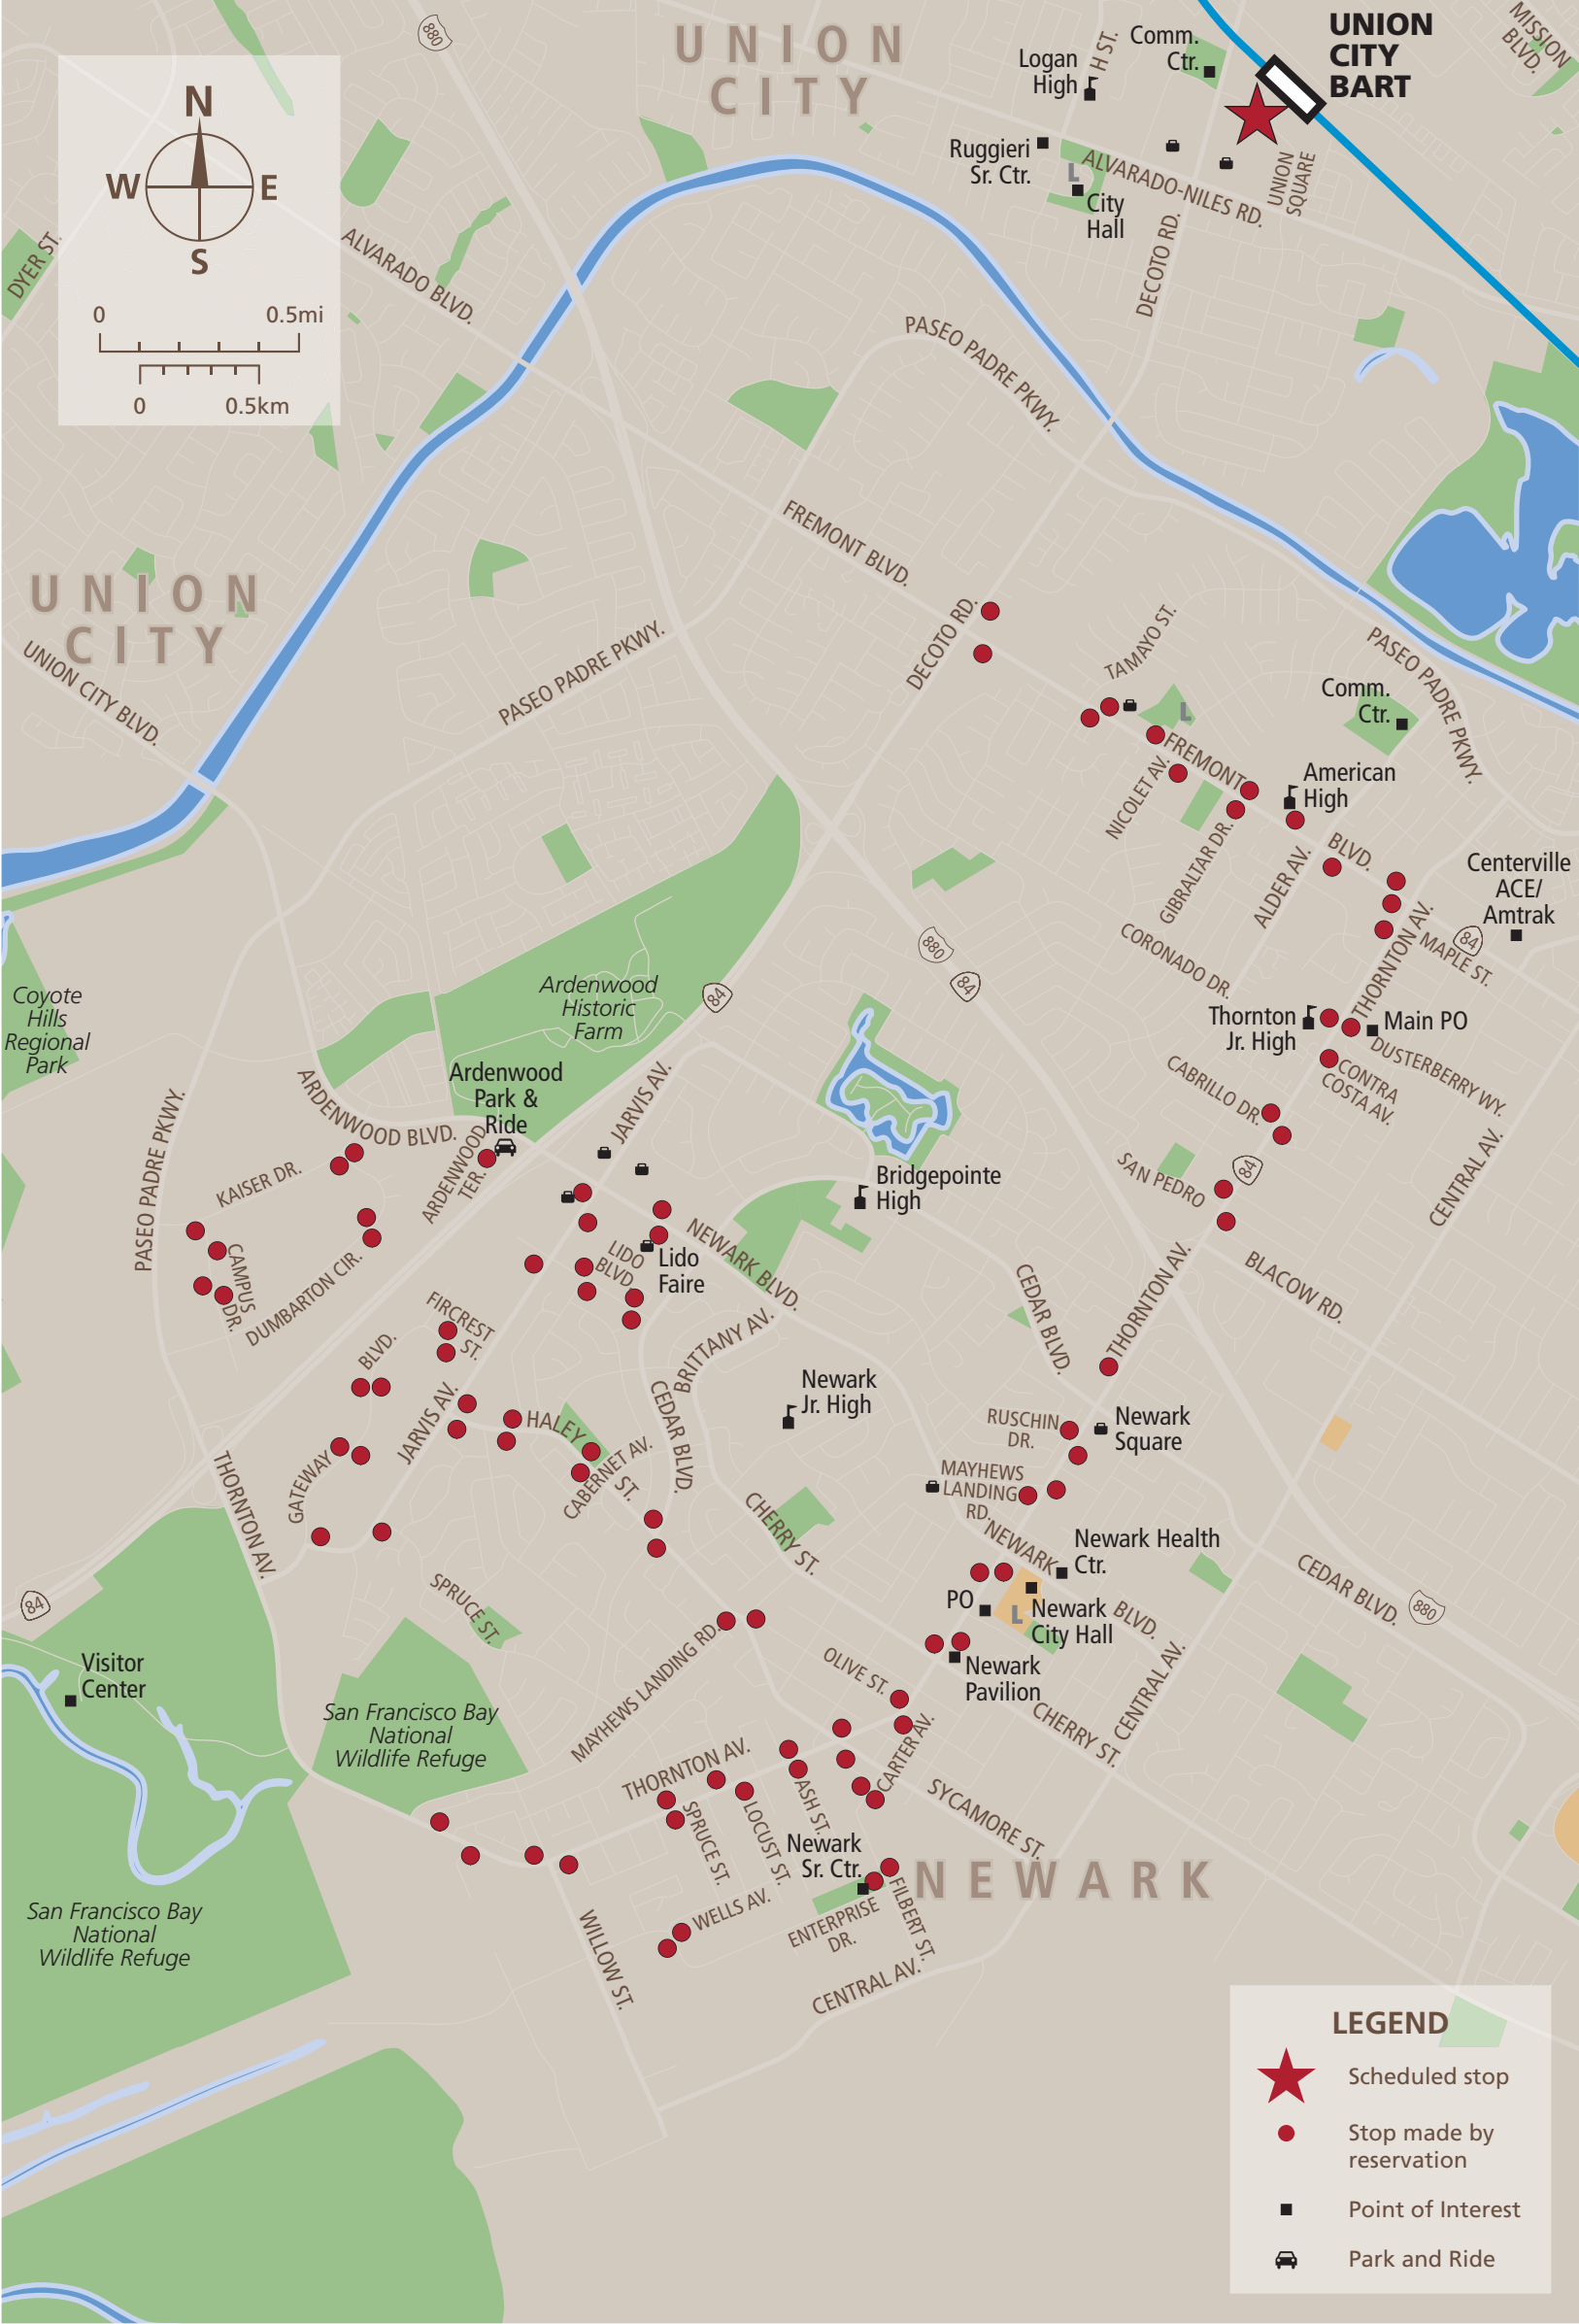 UNION
CITY
UNION
CITY
BART
MISSION
BLVD.
880
H ST.
Comm.
Ctr.
Logan
High
N
W
E
S
0
0.5mi
0
0.5km
Ruggieri
Sr. Ctr.
L
City
Hall
ALVARADO-NILES RD.
UNION
SQUARE
DECOTO RD.
DYER ST.
ALVARADO BLVD.
PASEO PADRE PKWY.
FREMONT BLVD.
UNION
CITY
UNION CITY BLVD.
PASEO PADRE PKWY.
DECOTO RD.
TAMAYO ST.
L
Comm.
Ctr.
PASEO PADRE PKWY.
FREMONT
BLVD.
NICOLET AV.
American
High
GIBRALTAR DR.
ALDER AV.
Centerville
ACE/
Amtrak
84
MAPLE ST.
THORNTON AV.
CORONADO DR.
880
84
Ardenwood
Historic
Farm
84
Coyote
Hills
Regional
Park
Thornton
Jr. High
Main PO
DUSTERBERRY WY.
CONTRA
COSTA AV.
CABRILLO DR.
Ardenwood
Park &
Ride
JARVIS AV.
ARDENWOOD BLVD.
ARDENWOOD
TER.
PASEO PADRE PKWY.
KAISER DR.
CAMPUS
DR.
DUMBARTON CIR.
Bridgepointe
High
SAN PEDRO
84
CENTRAL AV.
NEWARK BLVD.
LIDO
BLVD.
Lido
Faire
BLACOW RD.
CEDAR BLVD.
THORNTON AV.
FIRCREST
ST.
BLVD.
GATEWAY
BRITTANY AV.
JARVIS AV.
HALEY
ST.
CABERNET AV.
CEDAR BLVD.
Newark
Jr. High
RUSCHIN
DR.
Newark
Square
MAYHEWS
LANDING
RD.
THORNTON AV.
CHERRY ST.
NEWARK
BLVD.
Newark Health
Ctr.
PO
L
Newark
City Hall
CEDAR BLVD.
880
84
SPRUCE ST.
MAYHEWS LANDING RD.
Visitor
Center
San Francisco Bay
National
Wildlife Refuge
OLIVE ST.
Newark
Pavilion
CHERRY ST.
CENTRAL AV.
CARTER AV.
THORNTON AV.
SPRUCE ST.
LOCUST ST.
ASH ST.
SYCAMORE ST.
Newark
Sr. Ctr.
NEWARK
FILBERT ST.
ENTERPRISE
DR.
WELLS AV.
WILLOW ST.
CENTRAL AV.
San Francisco Bay
National
Wildlife Refuge
LEGEND
Scheduled stop
Stop made by
reservation
Point of Interest
Park and Ride